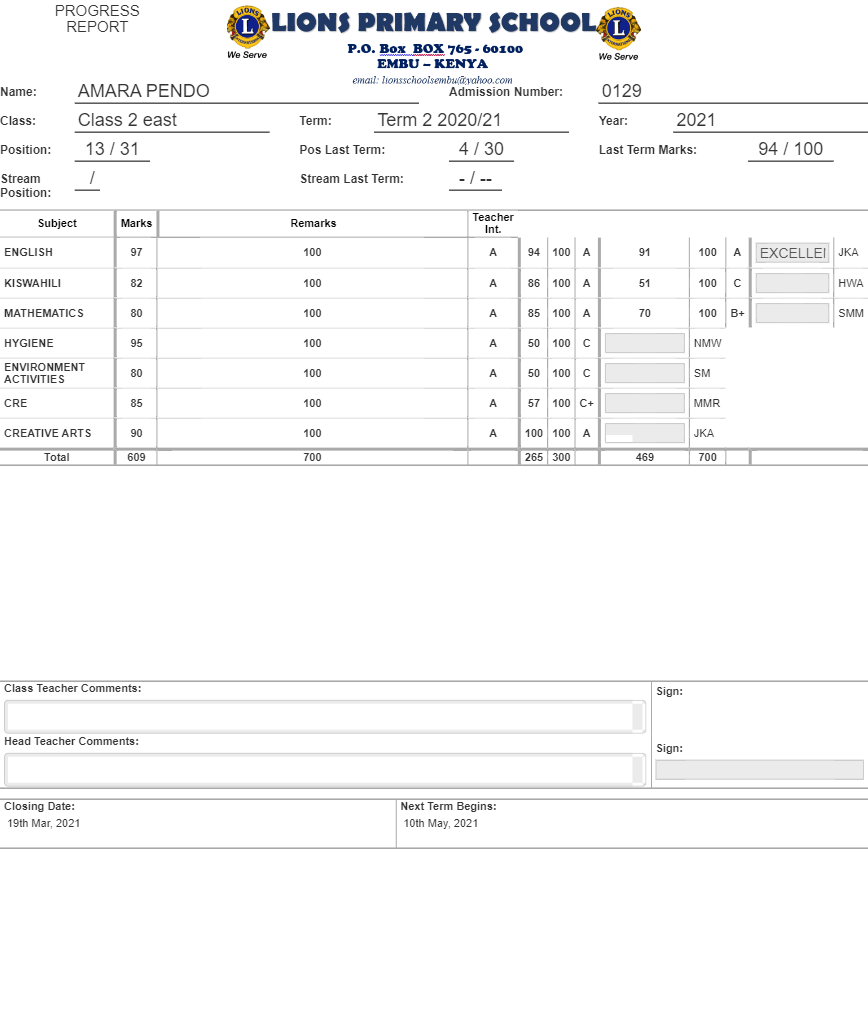 PROGRESS
REPORT
LIONS PRIMARY SCHOOL
We Serve
We Serve
P.O. Box BOX 765 - 60100
EMBU – KENYA
email: lionsschoolsembu@yahoo.com
Name: AMARA PENDO Admission Number: 0129
Class: Class 2 east Term: Term 2 2020/21 Year: 2021
Position: 13 / 31 Pos Last Term: 4 / 30 Last Term Marks: 94 / 100
Stream Position: / Stream Last Term: - / --
Subject Marks Remarks Teacher Int.
ENGLISH 97 100 A 94 100 A 91 100 A EXCELLEI JKA
KISWAHILI 82 100 A 86 100 A 51 100 C HWA
MATHEMATICS 80 100 A 85 100 A 70 100 B+ SMM
HYGIENE 95 100 A 50 100 C NMW
ENVIRONMENT ACTIVITIES 80 100 A 50 100 C SM
CRE 85 100 A 57 100 C+ MMR
CREATIVE ARTS 90 100 A 100 100 A JKA
Total 609 700 265 300 469 700
Class Teacher Comments: Sign:
Head Teacher Comments: Sign:
Closing Date: Next Term Begins:
19th Mar, 2021 10th May, 2021